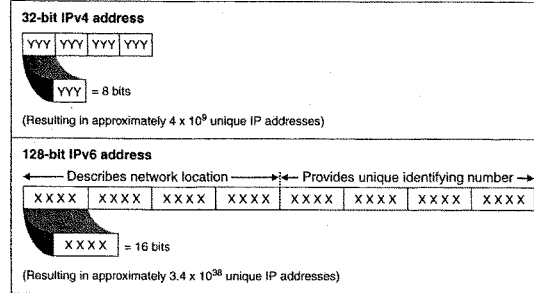 32-bit IPv4 address
YYY YYY YYY YYY
YYY = 8 bits
(Resulting in approximately 4 x 10⁹ unique IP addresses)
128-bit IPv6 address
Describes network location Provides unique identifying number
XXXX XXXX XXXX XXXX XXXX XXXX XXXX XXXX
XXXX = 16 bits
(Resulting in approximately 3.4 x 10³⁸ unique IP addresses)